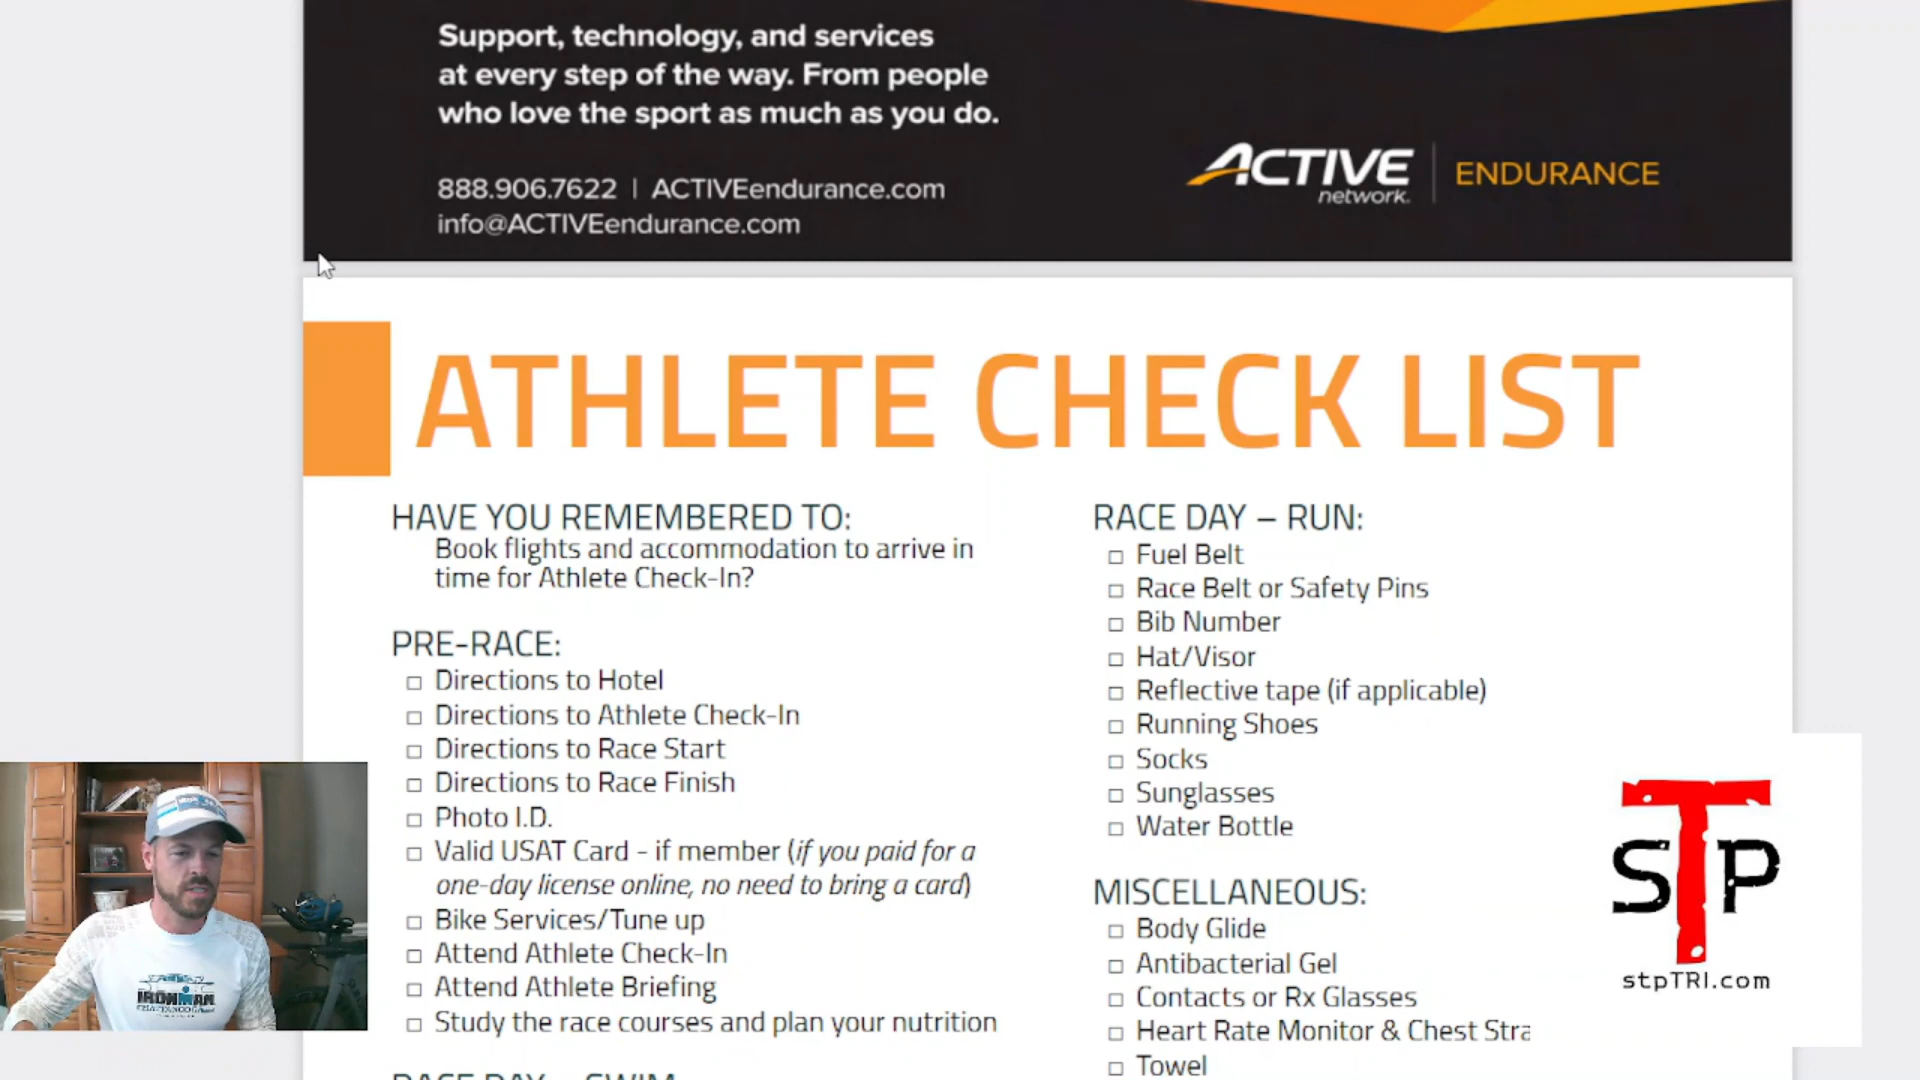 Support, technology, and services
at every step of the way. From people
who love the sport as much as you do.
888.906.7622 | ACTIVEendurance.com
info@ACTIVEendurance.com
ACTIVE
network.
ENDURANCE
ATHLETE CHECK LIST
HAVE YOU REMEMBERED TO:
Book flights and accommodation to arrive in
time for Athlete Check-In?
PRE-RACE:
□ Directions to Hotel
□ Directions to Athlete Check-In
□ Directions to Race Start
□ Directions to Race Finish
□ Photo I.D.
□ Valid USAT Card - if member (if you paid for a
one-day license online, no need to bring a card)
□ Bike Services/Tune up
□ Attend Athlete Check-In
□ Attend Athlete Briefing
□ Study the race courses and plan your nutrition
RACE DAY – SWIM
RACE DAY – RUN:
□ Fuel Belt
□ Race Belt or Safety Pins
□ Bib Number
□ Hat/Visor
□ Reflective tape (if applicable)
□ Running Shoes
□ Socks
□ Sunglasses
□ Water Bottle
MISCELLANEOUS:
□ Body Glide
□ Antibacterial Gel
□ Contacts or Rx Glasses
□ Heart Rate Monitor & Chest Stra
□ Towel
STP
stpTRI.com
IRONMAN
CHATTANOOGA